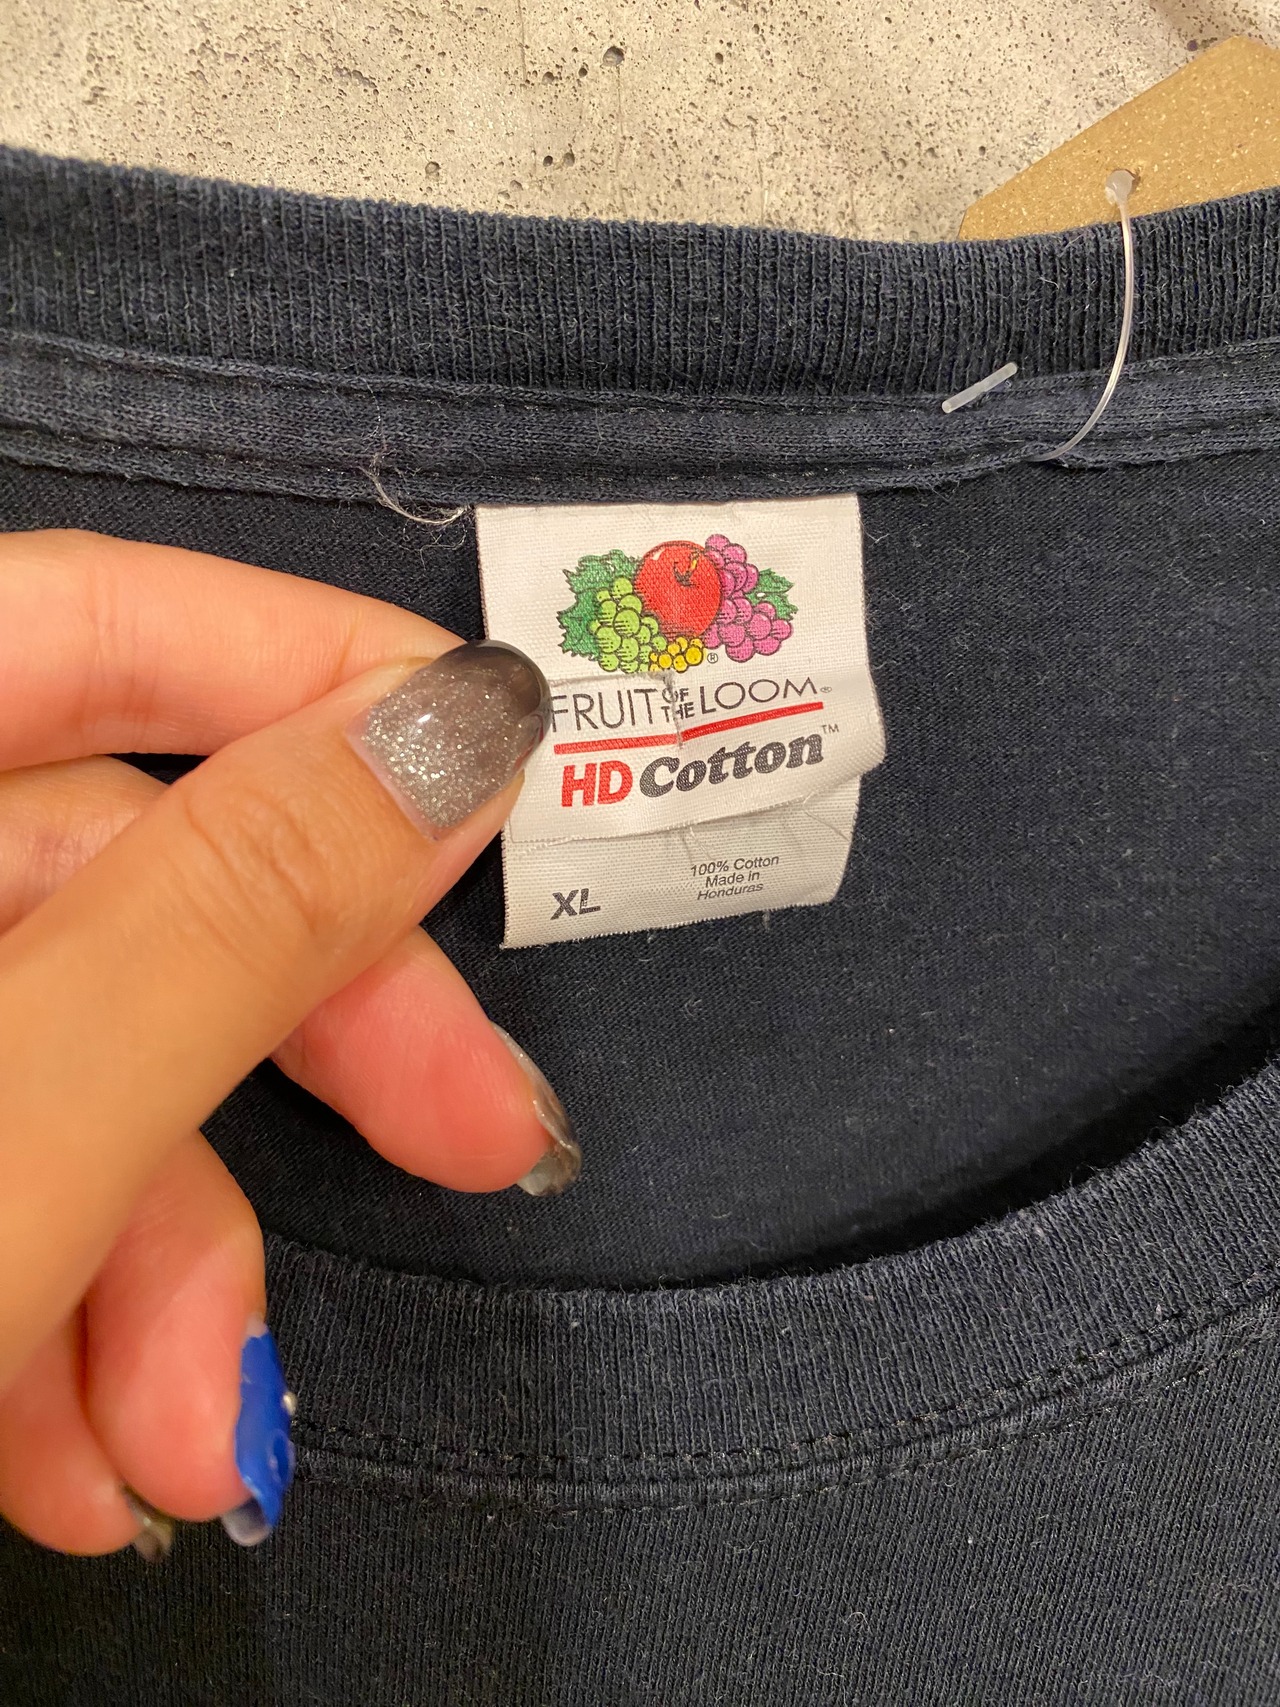 ®
FRUIT OF THE LOOM®
HD Cotton™
100% Cotton
Made in
Honduras
XL